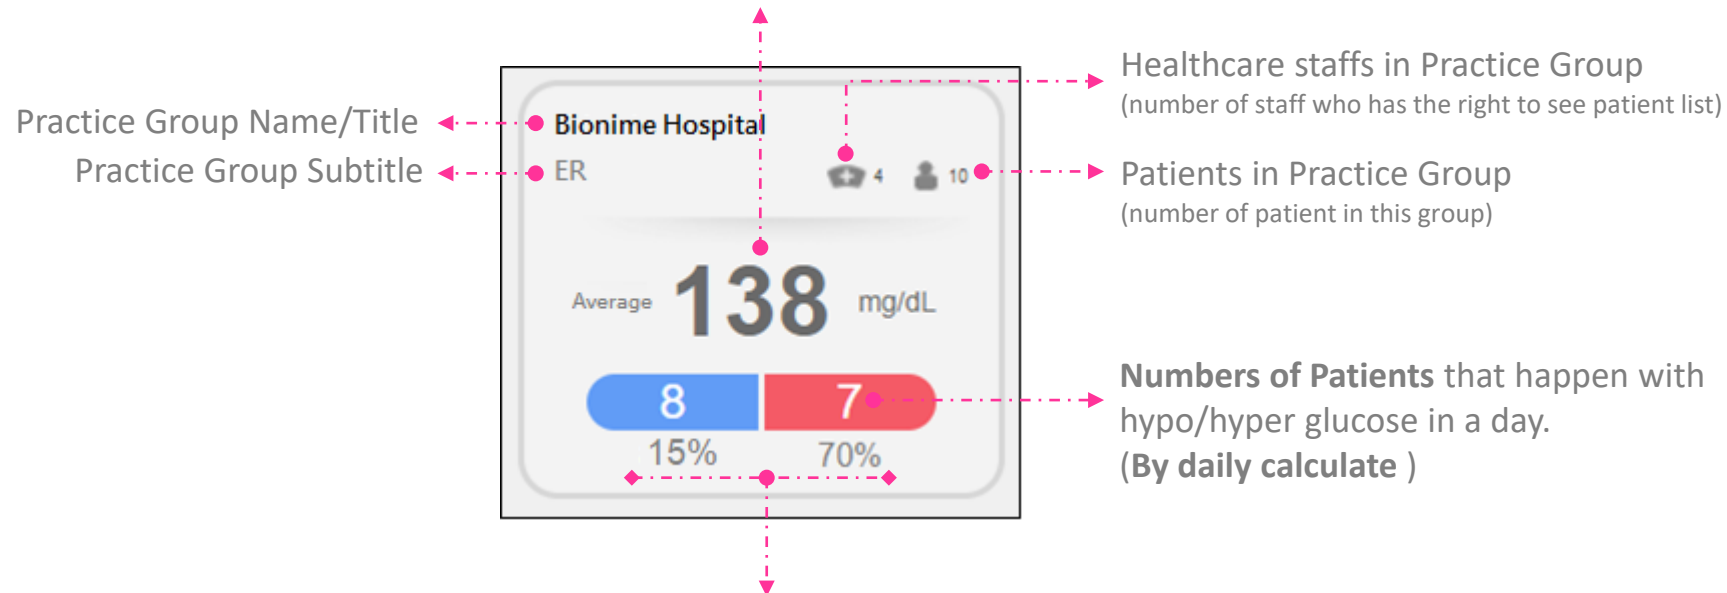 Practice Group Name/Title
Practice Group Subtitle
Bionime Hospital
ER
4
10
Average 138 mg/dL
8 7
15% 70%
Healthcare staffs in Practice Group
(number of staff who has the right to see patient list)
Patients in Practice Group
(number of patient in this group)
Numbers of Patients that happen with
hypo/hyper glucose in a day.
(By daily calculate )